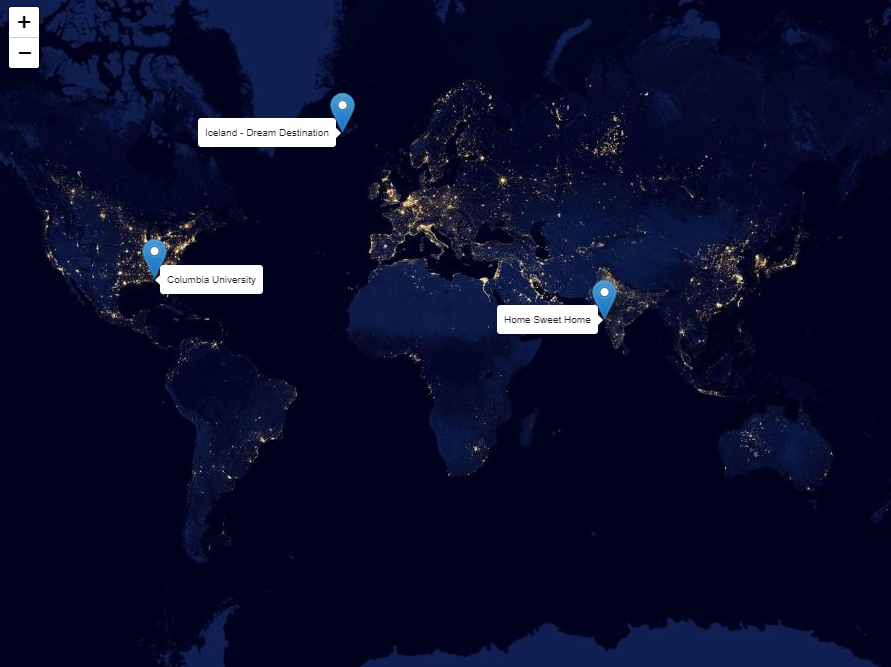 +
−
Iceland - Dream Destination
Columbia University
Home Sweet Home